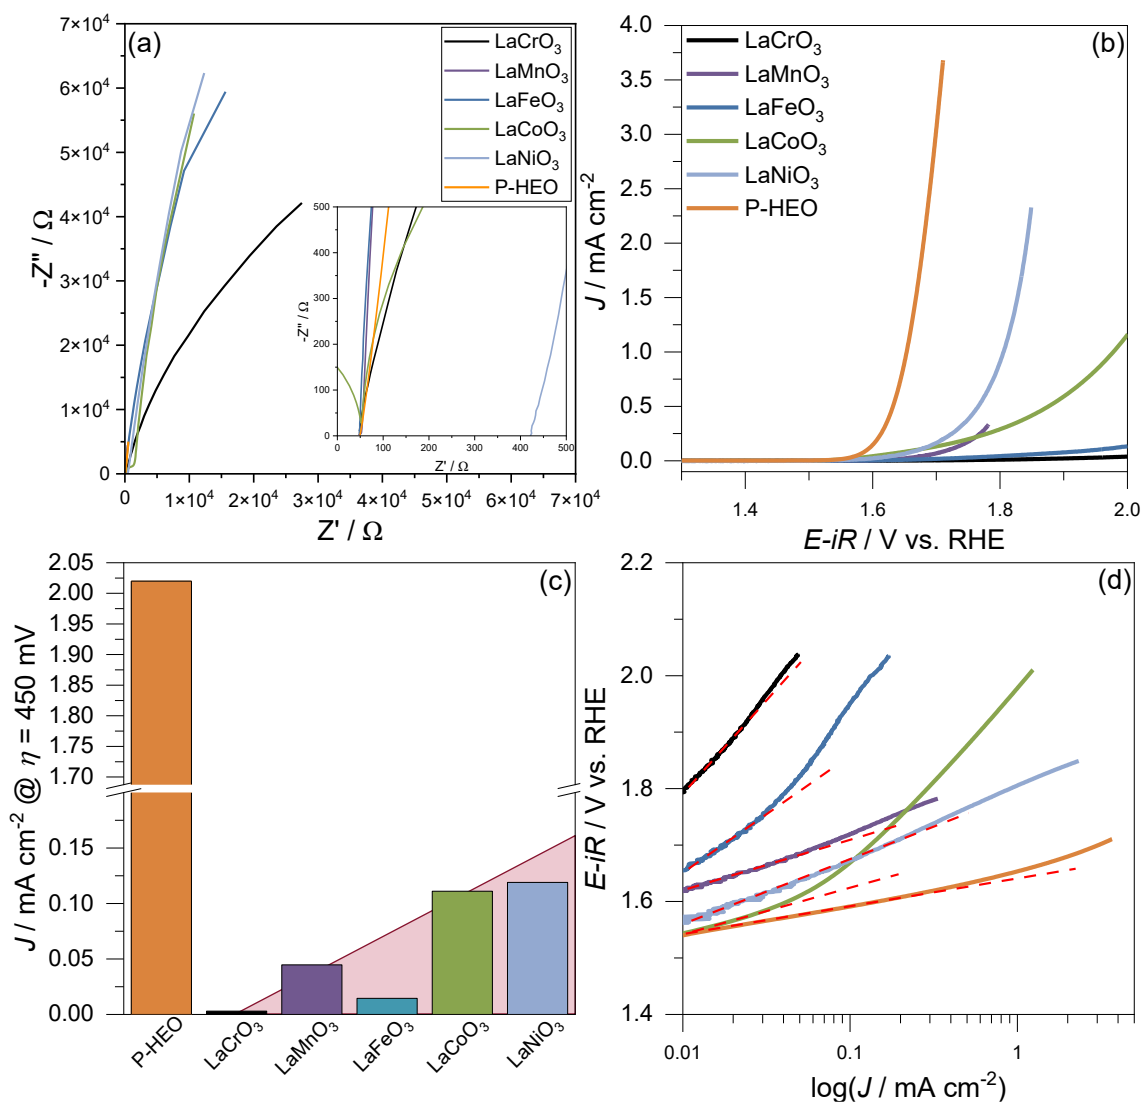 (a)
7×10⁴
6×10⁴
5×10⁴
4×10⁴
3×10⁴
2×10⁴
1×10⁴
0
-Z" / Ω
LaCrO₃
LaMnO₃
LaFeO₃
LaCoO₃
LaNiO₃
P-HEO
500
400
300
200
100
0
-Z" / Ω
0 100 200 300 400 500
Z' / Ω
0 1×10⁴ 2×10⁴ 3×10⁴ 4×10⁴ 5×10⁴ 6×10⁴ 7×10⁴
Z' / Ω
(b)
4.0
3.5
3.0
2.5
2.0
1.5
1.0
0.5
0.0
J / mA cm⁻²
LaCrO₃
LaMnO₃
LaFeO₃
LaCoO₃
LaNiO₃
P-HEO
1.4 1.6 1.8 2.0
E-iR / V vs. RHE
(c)
2.05
2.00
1.95
1.90
1.85
1.80
1.75
1.70
0.15
0.10
0.05
0.00
J / mA cm⁻² @ η = 450 mV
P-HEO
LaCrO₃
LaMnO₃
LaFeO₃
LaCoO₃
LaNiO₃
(d)
2.2
2.0
1.8
1.6
1.4
E-iR / V vs. RHE
0.01 0.1 1
log(J / mA cm⁻²)